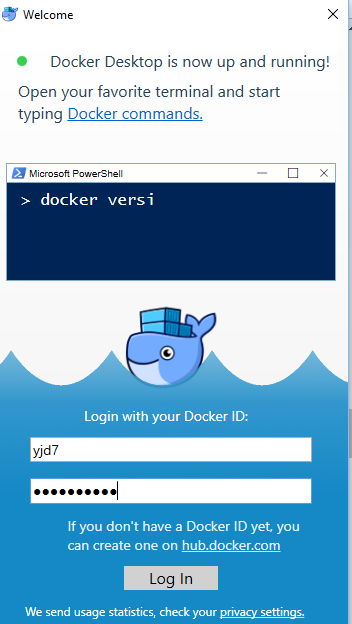 Welcome
Docker Desktop is now up and running!
Open your favorite terminal and start
typing Docker commands.
Microsoft PowerShell
> docker versi
Login with your Docker ID:
yjd7
●●●●●●●●●●
If you don't have a Docker ID yet, you
can create one on hub.docker.com
Log In
We send usage statistics, check your privacy settings.